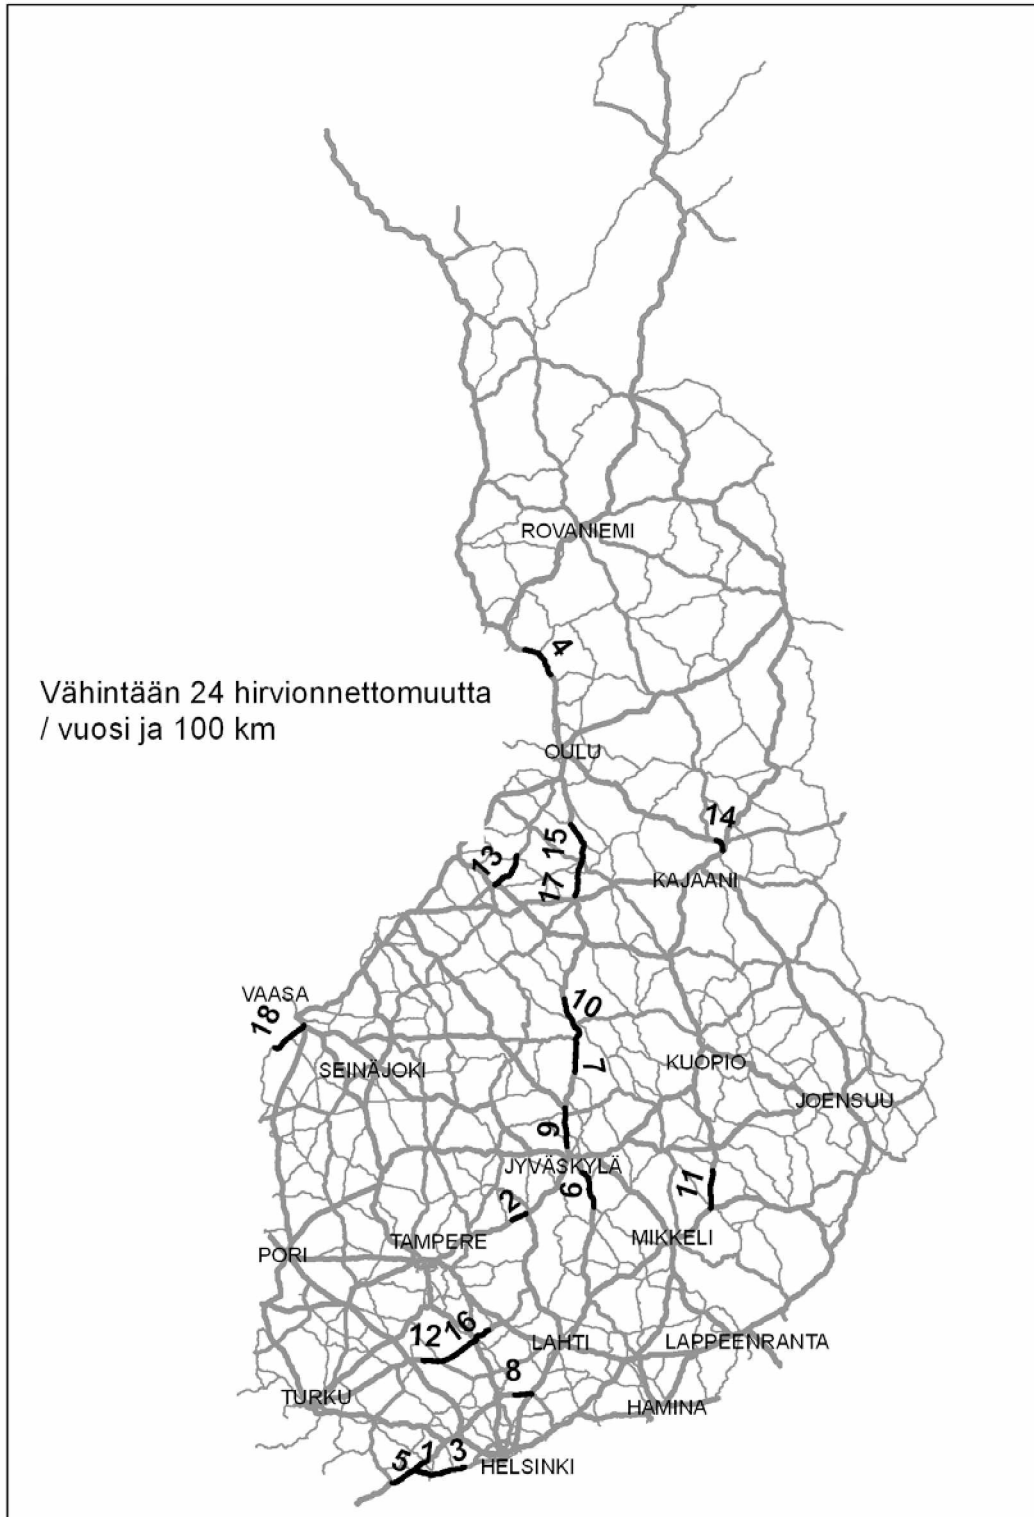 ROVANIEMI
4
Vähintään 24 hirvionnettomuutta
/ vuosi ja 100 km
OULU
14
15
13
17
KAJAANI
VAASA
10
18
KUOPIO
7
SEINÄJOKI
JOENSUU
9
JYVÄSKYLÄ
6
11
2
TAMPERE
MIKKELI
PORI
12
16
LAHTI
LAPPEENRANTA
8
TURKU
HAMINA
5
1
3
HELSINKI